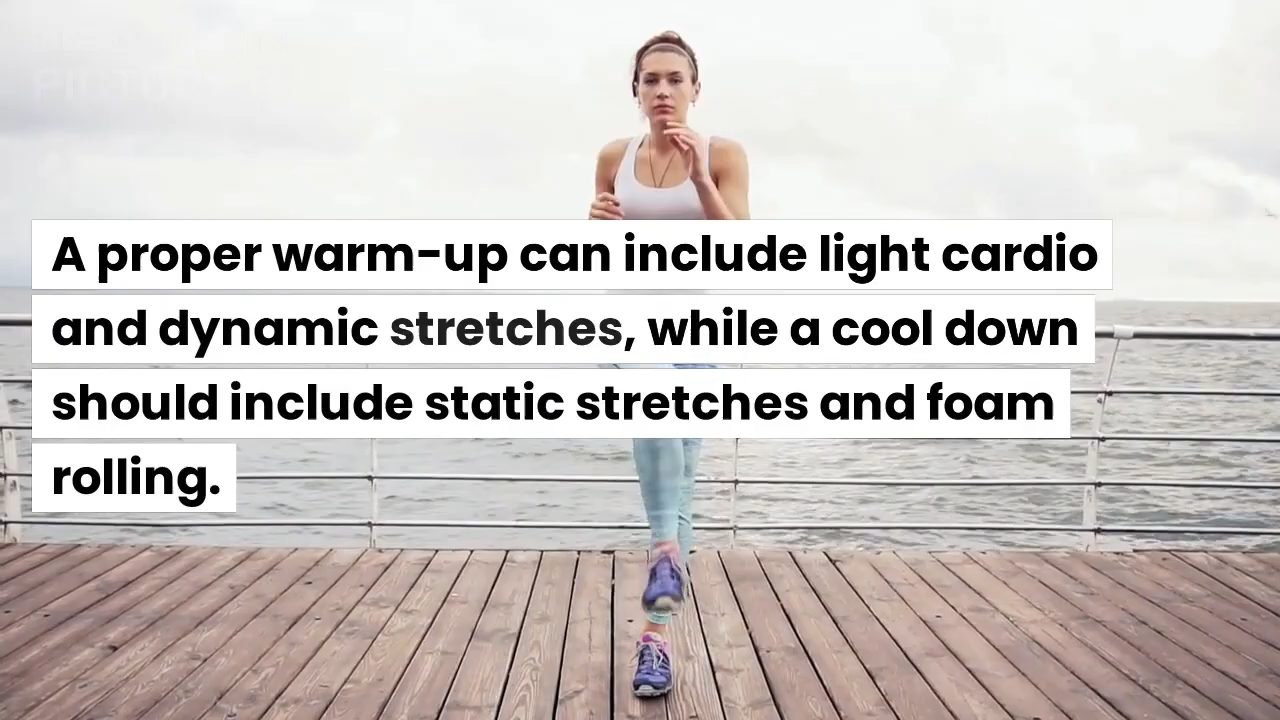 A proper warm-up can include light cardio
and dynamic stretches, while a cool down
should include static stretches and foam
rolling.